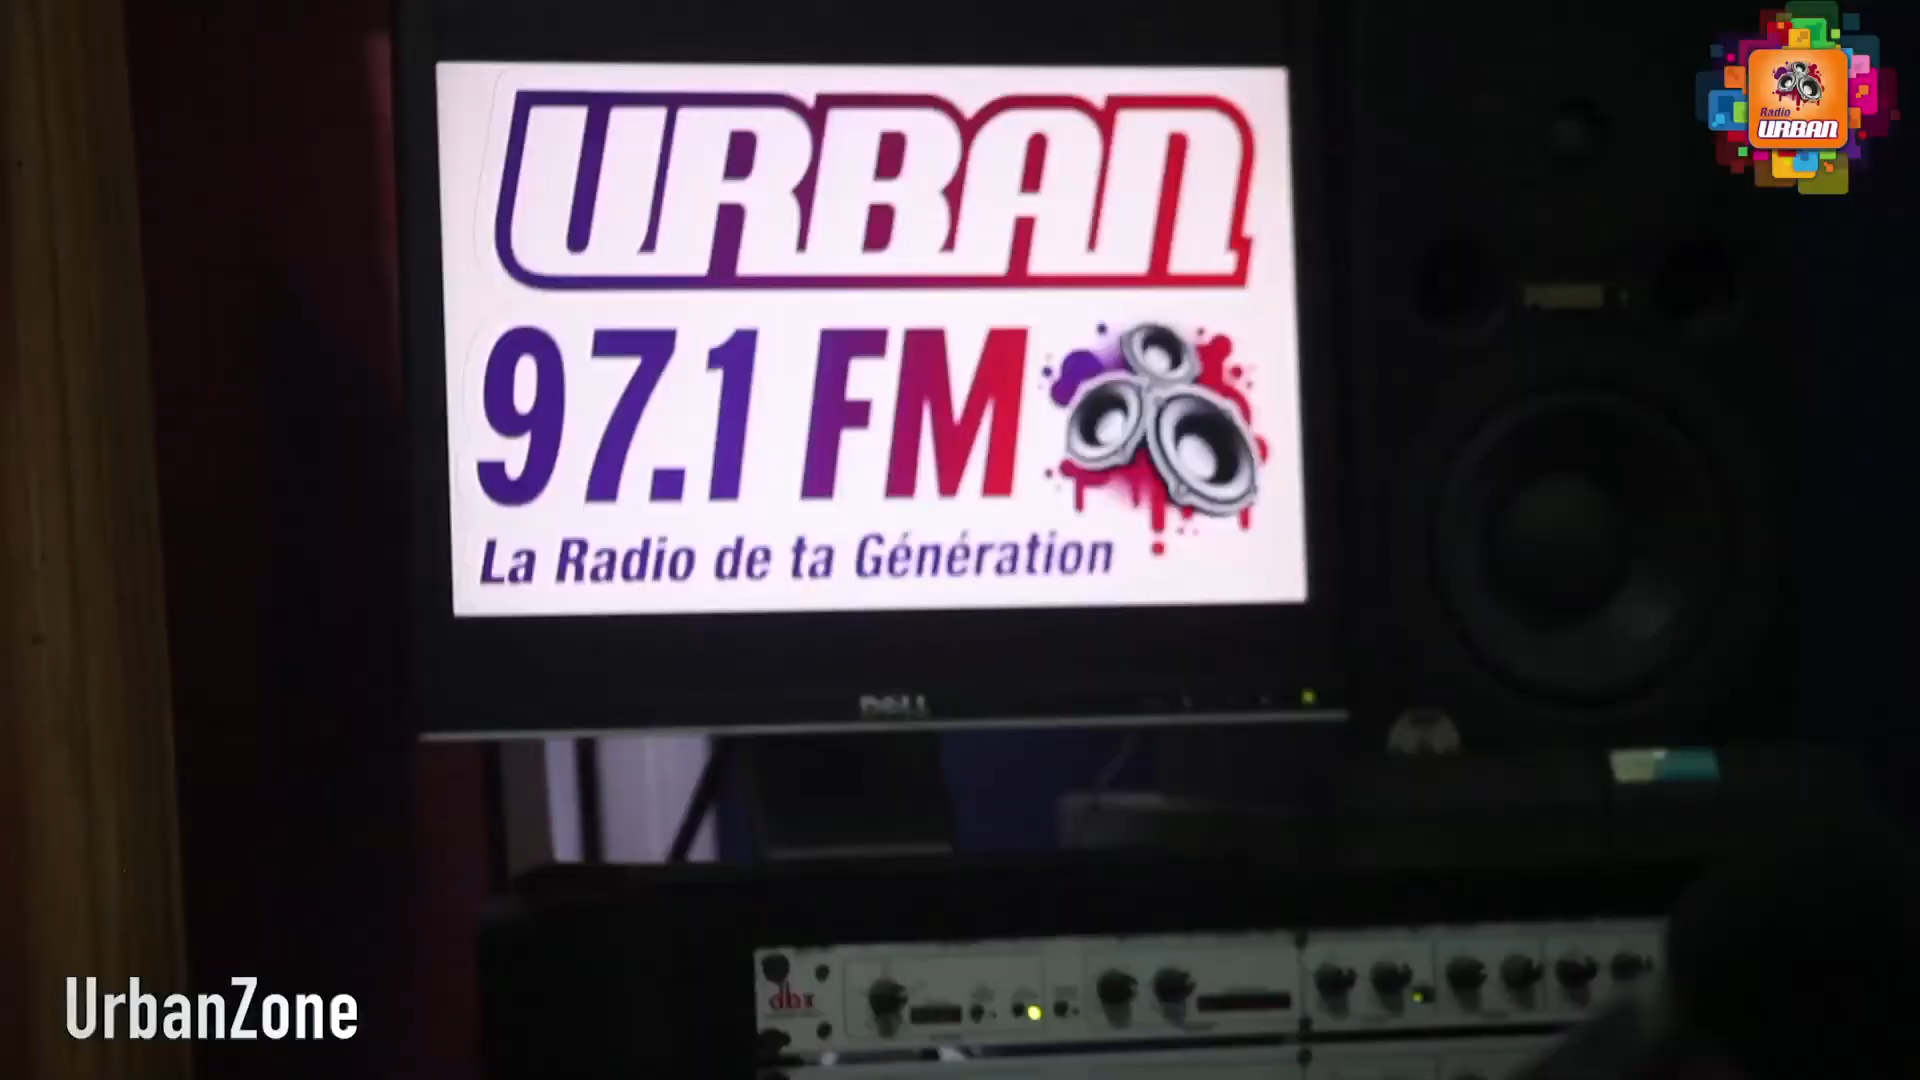 URBAN
97.1 FM
La Radio de ta Génération
Radio
URBAN
DELL
dbx
UrbanZone